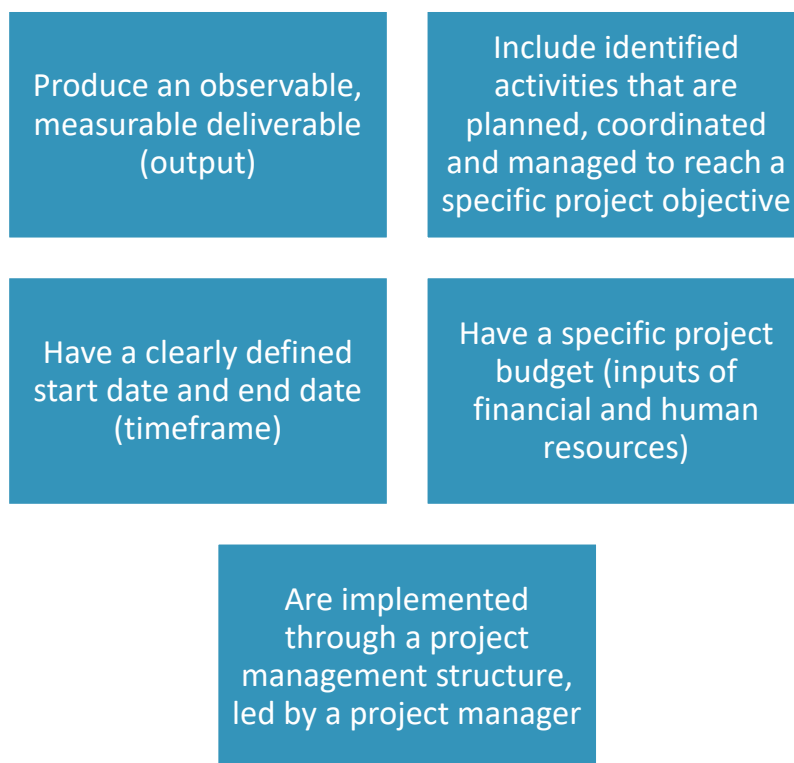 Produce an observable,
measurable deliverable
(output)
Include identified
activities that are
planned, coordinated
and managed to reach a
specific project objective
Have a clearly defined
start date and end date
(timeframe)
Have a specific project
budget (inputs of
financial and human
resources)
Are implemented
through a project
management structure,
led by a project manager